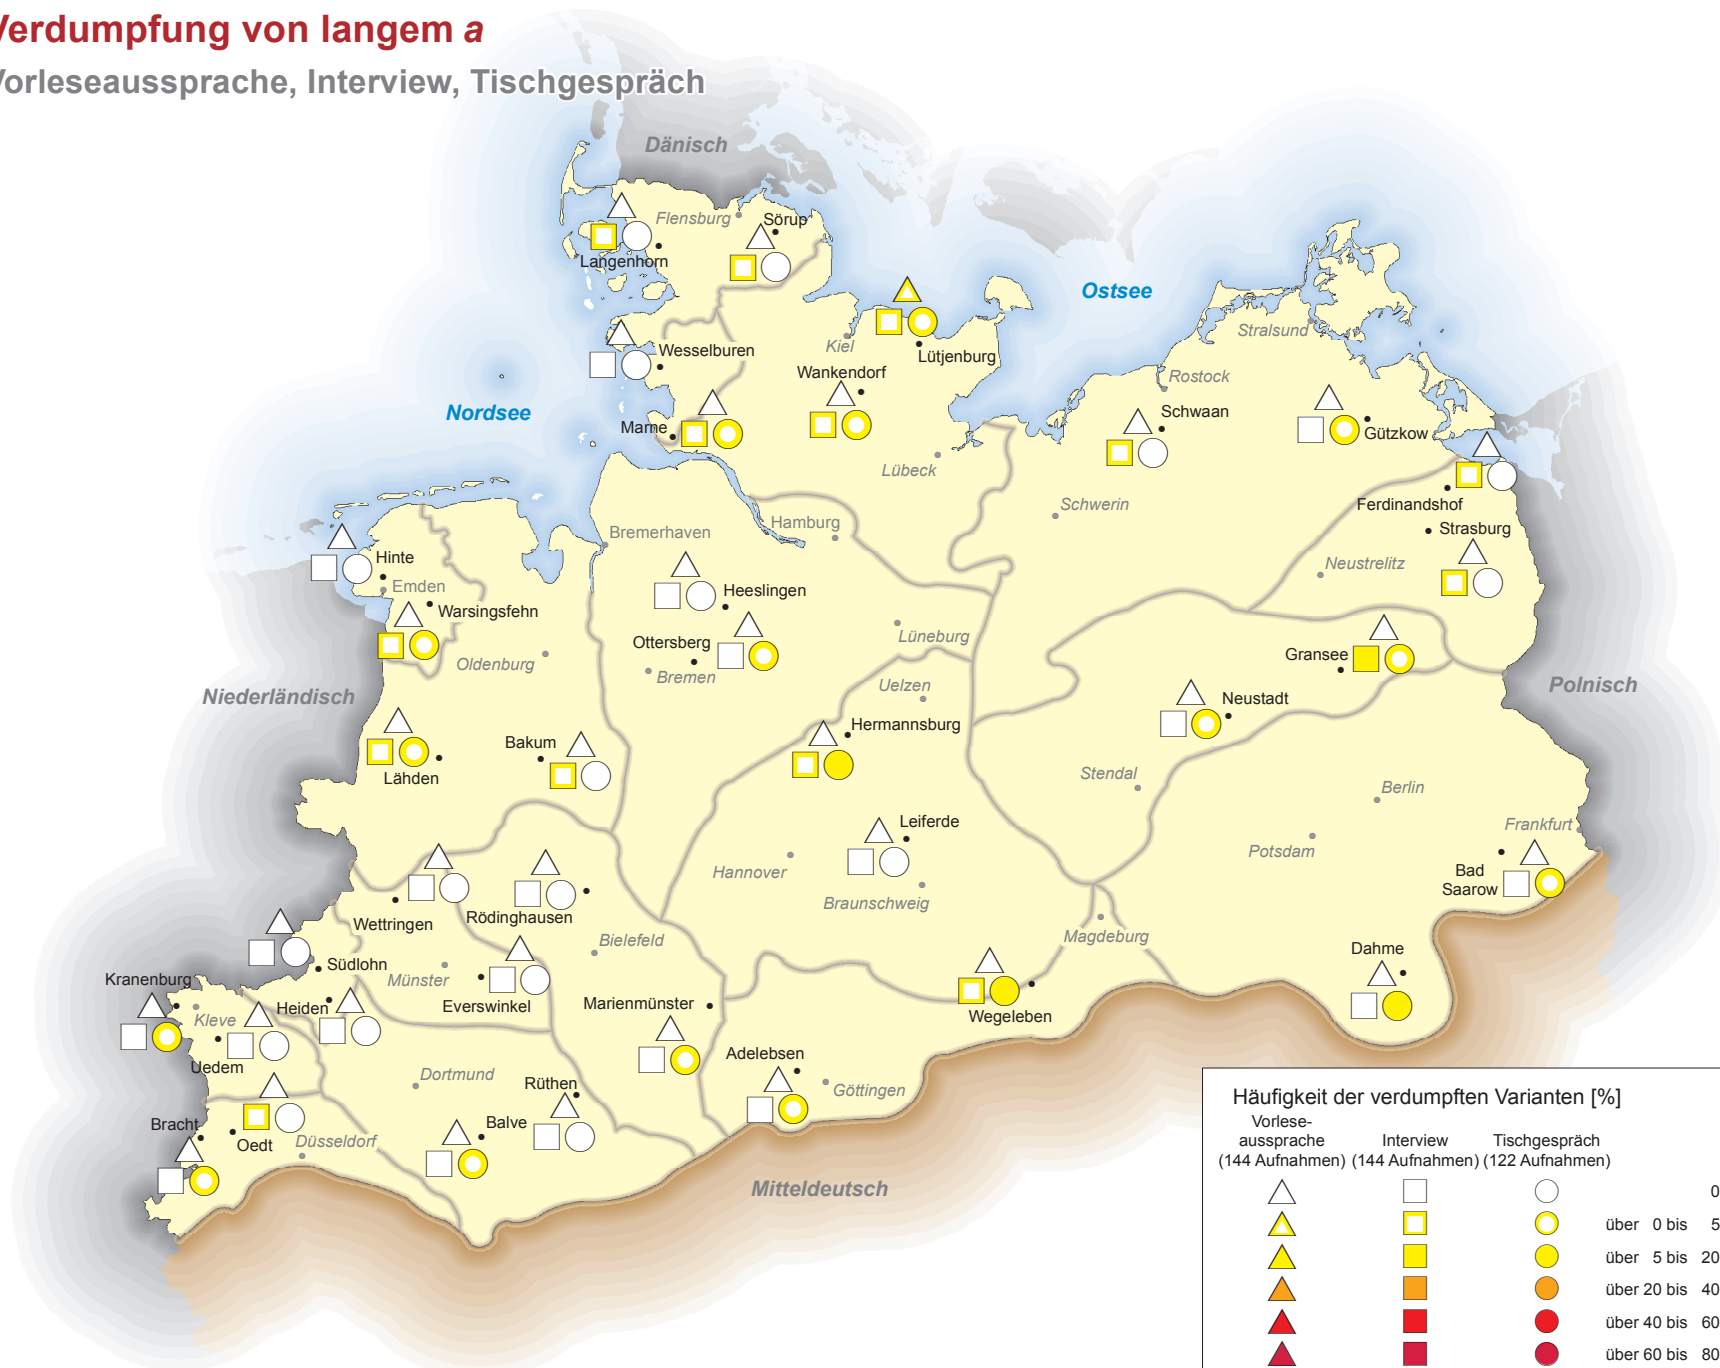 Verdumpfung von langem a
Vorleseaussprache, Interview, Tischgespräch
Dänisch
Flensburg
Sörup
Langenhorn
Ostsee
Stralsund
Kiel
Lütjenburg
Wesselburen
Wankendorf
Rostock
Nordsee
Schwaan
Marne
Gützkow
Lübeck
Schwerin
Ferdinandshof
Strasburg
Hamburg
Bremerhaven
Hinte
Emden
Neustrelitz
Heeslingen
Warsingsfehn
Ottersberg
Lüneburg
Oldenburg
Bremen
Gransee
Niederländisch
Uelzen
Polnisch
Neustadt
Hermannsburg
Bakum
Lähden
Stendal
Berlin
Leiferde
Frankfurt
Potsdam
Hannover
Bad
Saarow
Braunschweig
Rödinghausen
Wettringen
Bielefeld
Magdeburg
Dahme
Südlohn
Kranenburg
Münster
Heiden
Everswinkel
Marienmünster
Wegeleben
Kleve
Uedem
Adelebsen
Dortmund
Rüthen
Göttingen
Bracht
Balve
Oedt
Düsseldorf
Mitteldeutsch
Häufigkeit der verdumpften Varianten [%]
Vorlese-
aussprache Interview Tischgespräch
(144 Aufnahmen) (144 Aufnahmen) (122 Aufnahmen)
0
über 0 bis 5
über 5 bis 20
über 20 bis 40
über 40 bis 60
über 60 bis 80